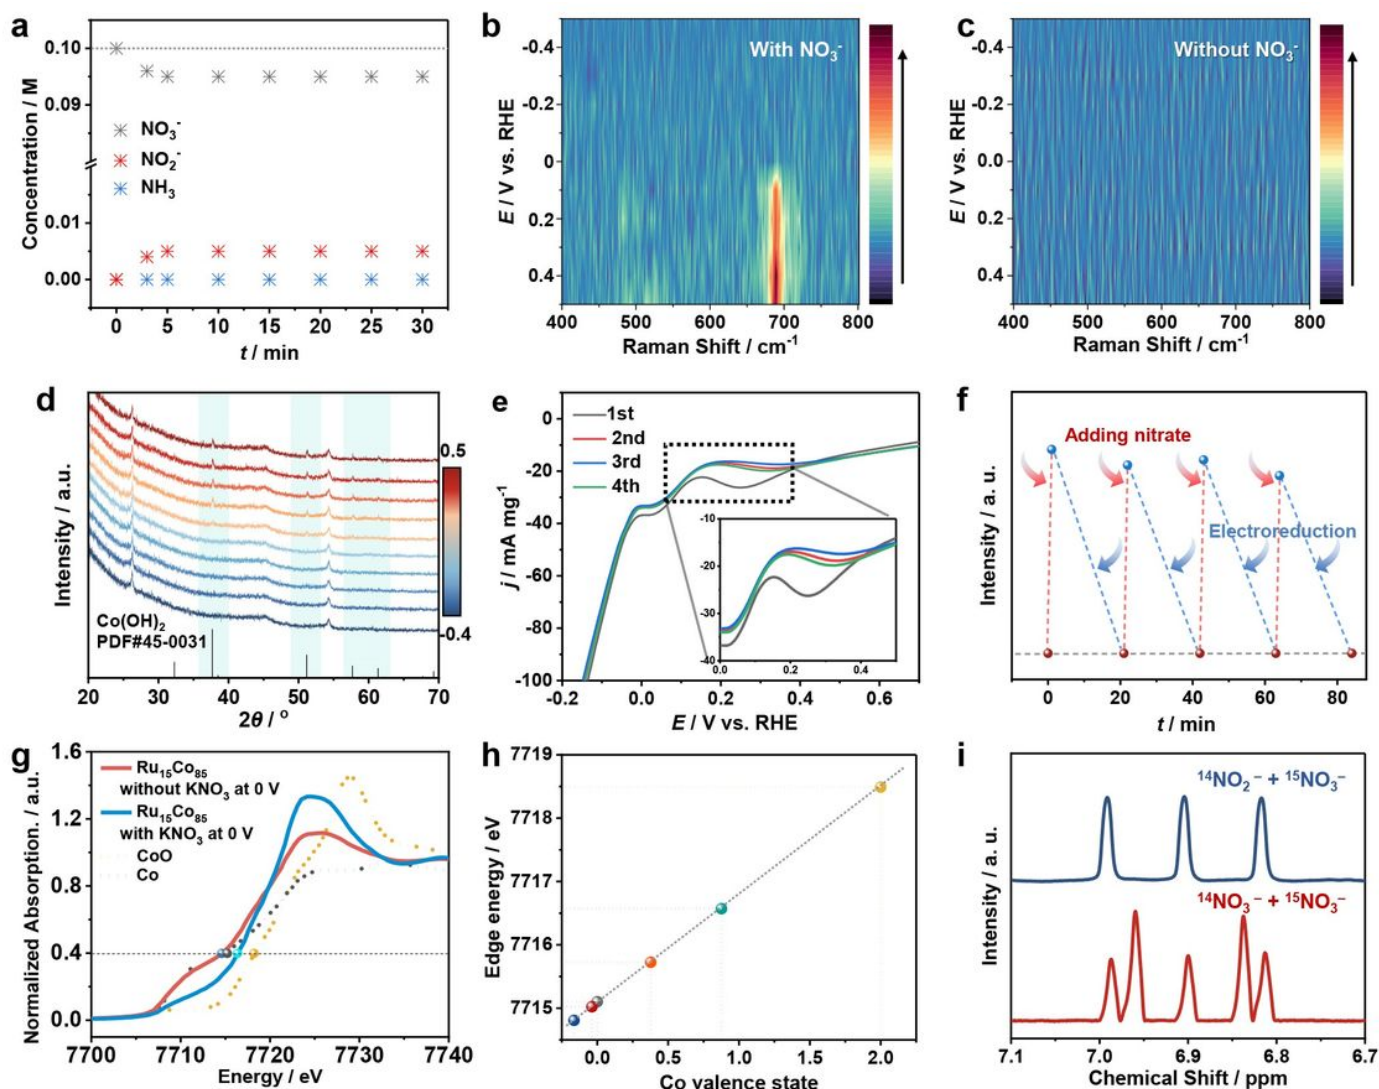 a
0.10
0.09
0.01
0.00
Concentration / M
NO₃⁻
NO₂⁻
NH₃
0 5 10 15 20 25 30
t / min
b
With NO₃⁻
-0.4
-0.2
0
0.2
0.4
E / V vs. RHE
400 500 600 700 800
Raman Shift / cm⁻¹
c
Without NO₃⁻
-0.4
-0.2
0.0
0.2
0.4
E / V vs. RHE
400 500 600 700 800
Raman Shift / cm⁻¹
d
Intensity / a.u.
0.5
-0.4
Co(OH)₂
PDF#45-0031
20 30 40 50 60 70
2θ / °
e
0
-20
-40
-60
-80
-100
j / mA mg⁻¹
1st
2nd
3rd
4th
-10
-20
-30
-40
0.0 0.2 0.4
-0.2 0.0 0.2 0.4 0.6
E / V vs. RHE
f
Intensity / a. u.
Adding nitrate
Electroreduction
0 20 40 60 80
t / min
g
1.6
1.2
0.8
0.4
0.0
Normalized Absorption. / a.u.
Ru₁₅Co₈₅
without KNO₃ at 0 V
Ru₁₅Co₈₅
with KNO₃ at 0 V
CoO
Co
7700 7710 7720 7730 7740
Energy / eV
h
7719
7718
7717
7716
7715
Edge energy / eV
0.0 0.5 1.0 1.5 2.0
Co valence state
i
Intensity / a. u.
¹⁴NO₂⁻ + ¹⁵NO₃⁻
¹⁴NO₃⁻ + ¹⁵NO₃⁻
7.1 7.0 6.9 6.8 6.7
Chemical Shift / ppm